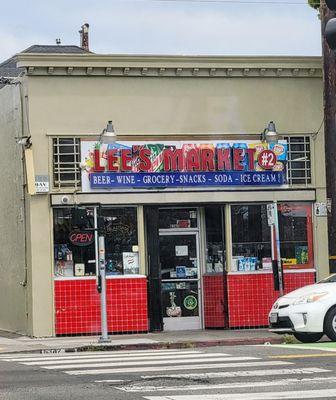 LEE'S MARKET #2
BEER - WINE - GROCERY - SNACKS - SODA - ICE CREAM!
OPEN